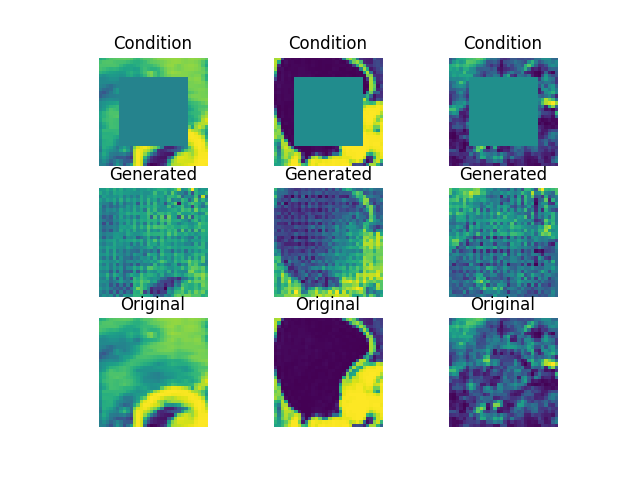 Condition Condition Condition
Generated Generated Generated
Original Original Original